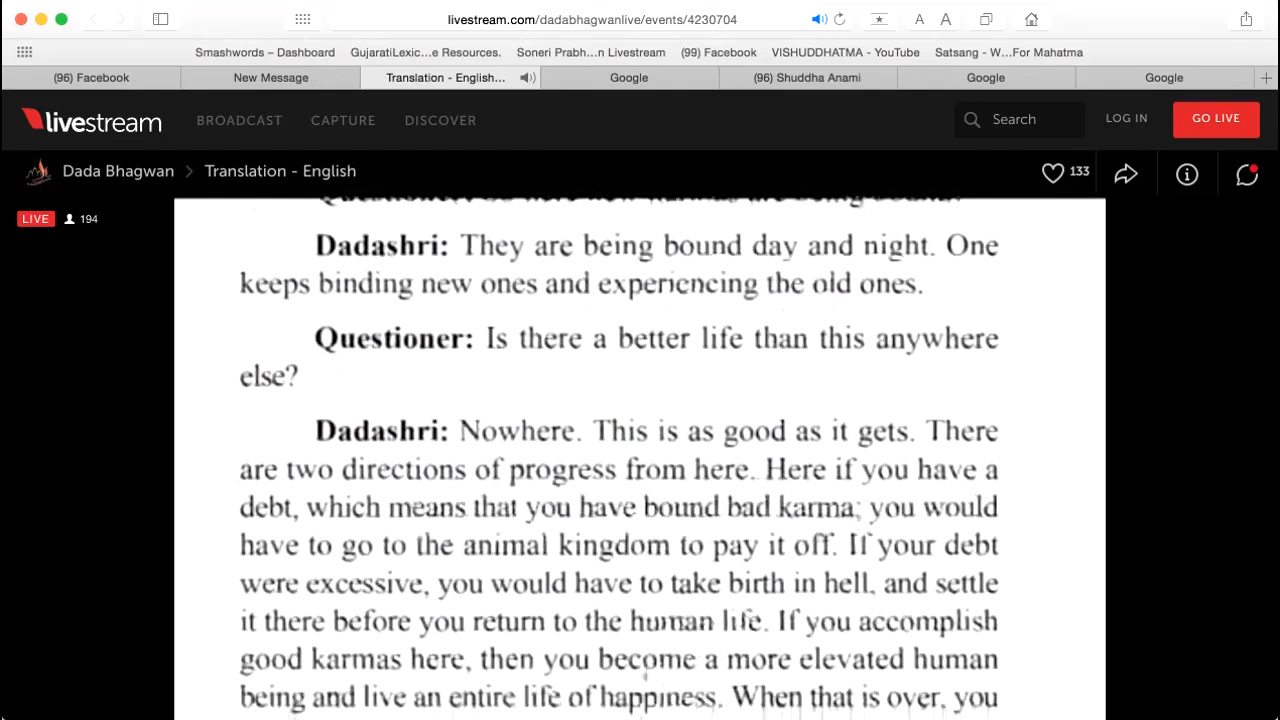 livestream.com/dadabhagwanlive/events/4230704
A A
Smashwords – Dashboard GujaratiLexic...e Resources. Soneri Prabh...n Livestream (99) Facebook VISHUDDHATMA - YouTube Satsang - W...For Mahatma
(96) Facebook New Message Translation - English... Google (96) Shuddha Anami Google Google
livestream BROADCAST CAPTURE DISCOVER Search LOG IN GO LIVE
Dada Bhagwan Translation - English 133
LIVE 194
Dadashri: They are being bound day and night. One
keeps binding new ones and experiencing the old ones.
Questioner: Is there a better life than this anywhere
else?
Dadashri: Nowhere. This is as good as it gets. There
are two directions of progress from here. Here if you have a
debt, which means that you have bound bad karma; you would
have to go to the animal kingdom to pay it off. If your debt
were excessive, you would have to take birth in hell, and settle
it there before you return to the human life. If you accomplish
good karmas here, then you become a more elevated human
being and live an entire life of happiness. When that is over, you